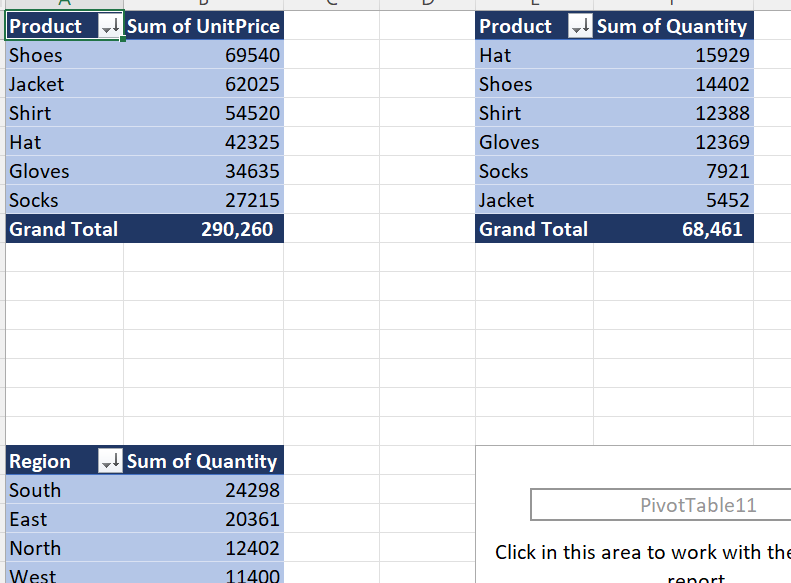 Product Sum of UnitPrice
Shoes 69540
Jacket 62025
Shirt 54520
Hat 42325
Gloves 34635
Socks 27215
Grand Total 290,260
Product Sum of Quantity
Hat 15929
Shoes 14402
Shirt 12388
Gloves 12369
Socks 7921
Jacket 5452
Grand Total 68,461
Region Sum of Quantity
South 24298
East 20361
North 12402
West 11400
PivotTable11
Click in this area to work with the
report